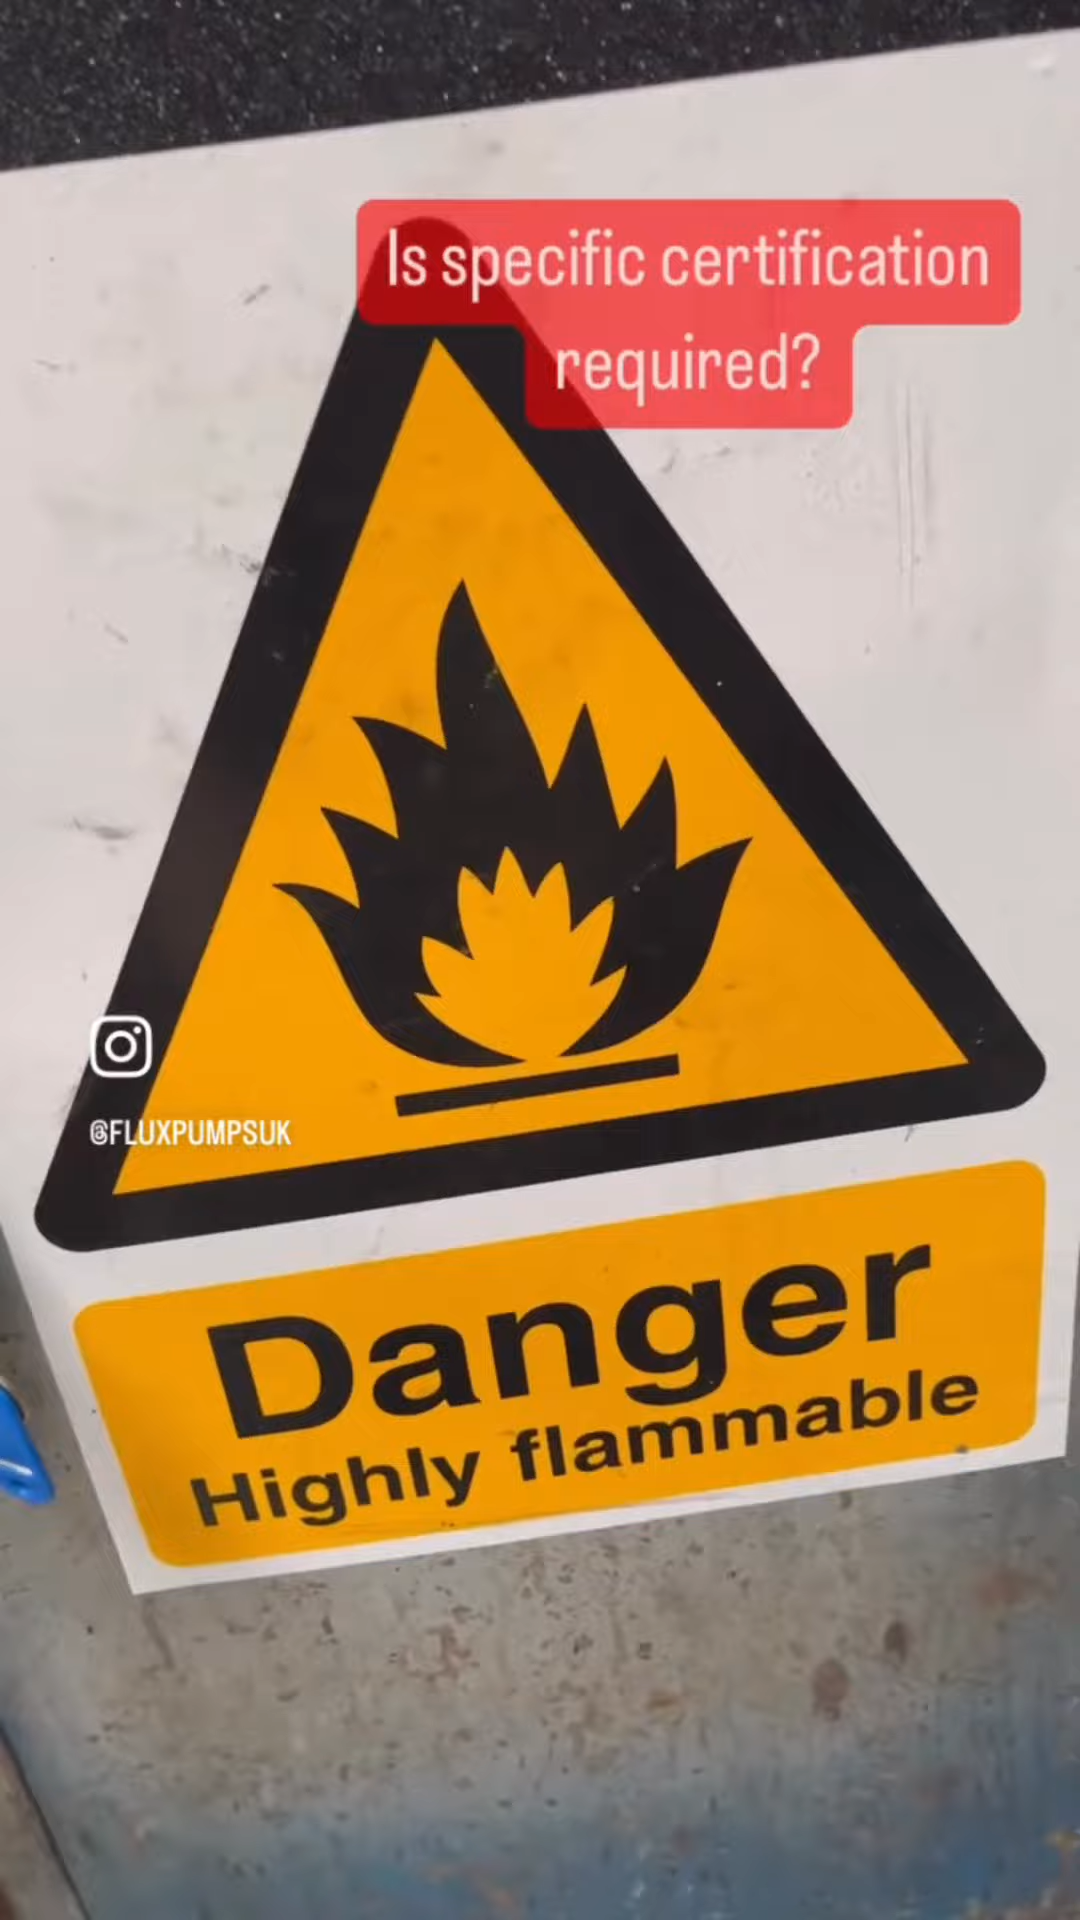 Is specific certification
required?
@FLUXPUMPSUK
Danger
Highly flammable